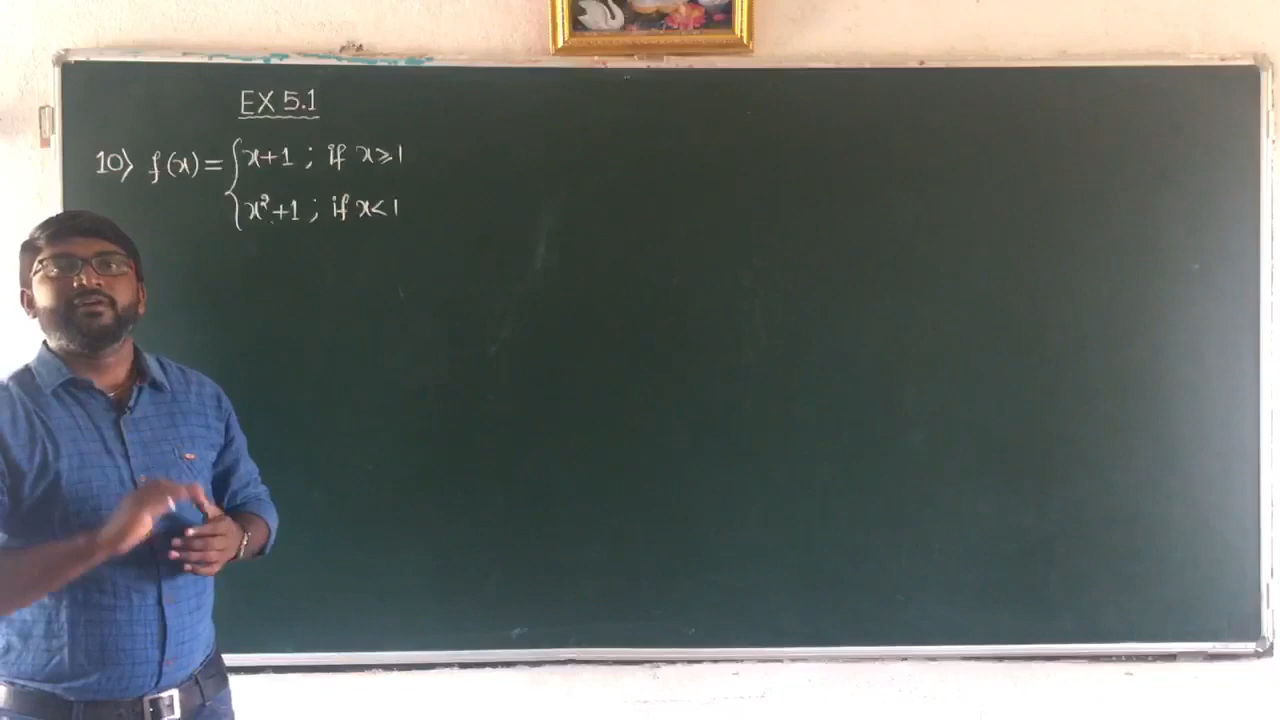 EX 5.1
10) f(x) = { x+1 ; if x ≥ 1
x²+1 ; if x < 1